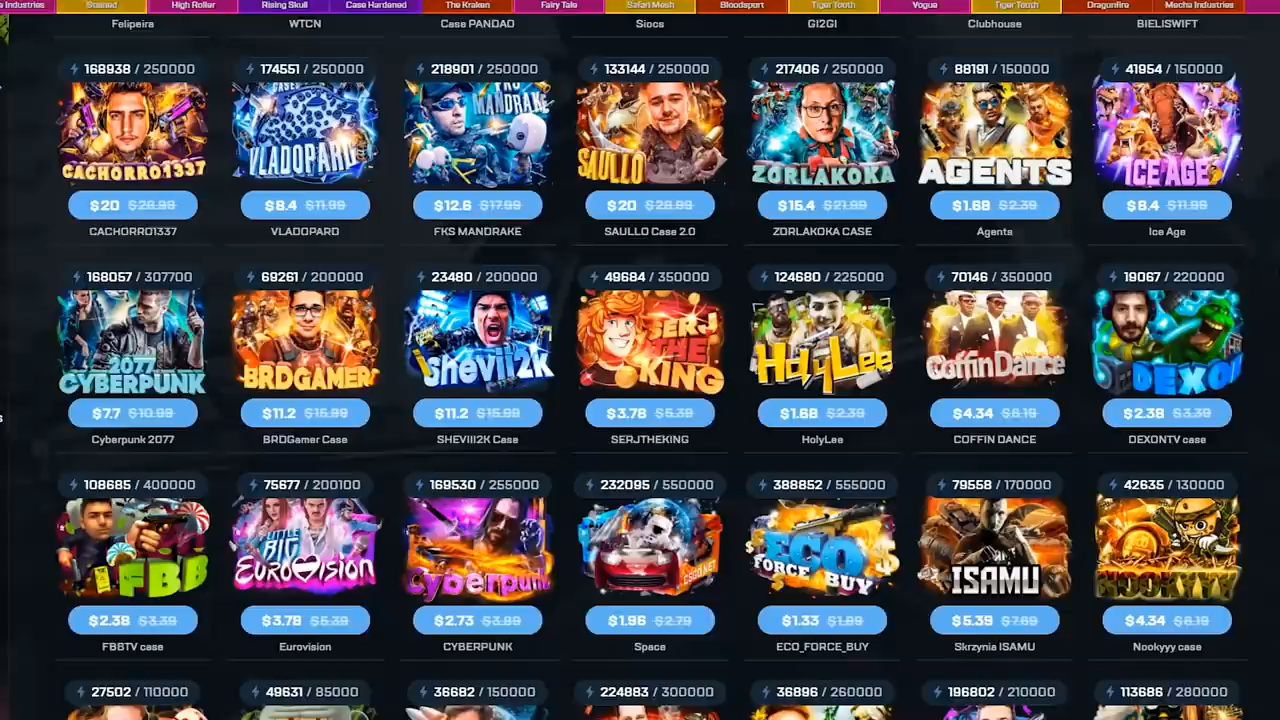 e Industries Stained High Roller Rising Skull Case Hardened The Kraken Fairy Tale Safari Mesh Bloodsport Tiger Tooth Vogue Tiger Tooth Dragonfire Mecha Industries
Felipeira WTCN Case PANDAO Siocs GI2GI Clubhouse BIELISWIFT
168938 / 250000 174551 / 250000 218901 / 250000 133144 / 250000 217406 / 250000 88191 / 150000 41954 / 150000
MANDRAKE
CACHORRO1337 VLADOPARD SAULLO ZORLAKOKA AGENTS ICE AGE
$20 $28.99 $8.4 $11.99 $12.6 $17.99 $20 $28.99 $15.4 $21.99 $1.68 $2.39 $8.4 $11.99
CACHORRO1337 VLADOPARD FKS MANDRAKE SAULLO Case 2.0 ZORLAKOKA CASE Agents Ice Age
168057 / 307700 69261 / 200000 23480 / 200000 49684 / 350000 124680 / 225000 70146 / 350000 19067 / 220000
2077 CYBERPUNK BRDGAMER Shevii2K SERJ THE KING HolyLee Coffin Dance DEXO
$7.7 $10.99 $11.2 $15.99 $11.2 $15.99 $3.78 $5.39 $1.68 $2.39 $4.34 $6.19 $2.38 $3.39
Cyberpunk 2077 BRDGamer Case SHEVIII2K Case SERJTHEKING HolyLee COFFIN DANCE DEXONTV case
108685 / 400000 75677 / 200100 169530 / 255000 232095 / 550000 388852 / 555000 79558 / 170000 42635 / 130000
FBB LITTLE BIG EUROVISION Cyberpunk CSGO.NET ECO FORCE BUY ISAMU NOOKYYY
$2.38 $3.39 $3.78 $5.39 $2.73 $3.89 $1.96 $2.79 $1.33 $1.89 $5.39 $7.69 $4.34 $6.19
FBBTV case Eurovision CYBERPUNK Space ECO_FORCE_BUY Skrzynia ISAMU Nookyyy case
27502 / 110000 49631 / 85000 36682 / 150000 224883 / 300000 36896 / 260000 196802 / 210000 113686 / 280000